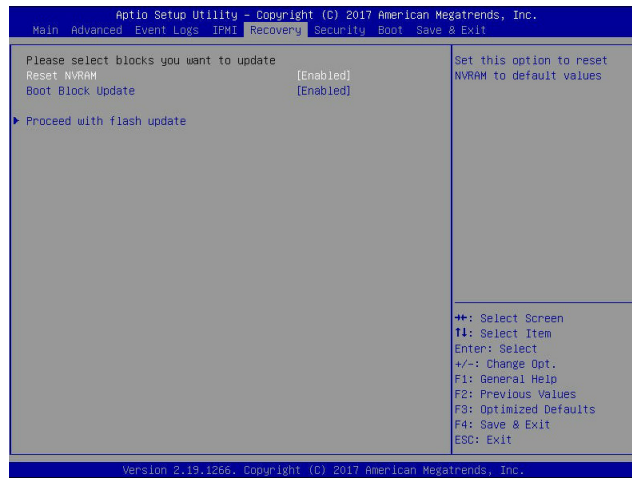 Aptio Setup Utility – Copyright (C) 2017 American Megatrends, Inc.
Main Advanced Event Logs IPMI Recovery Security Boot Save & Exit
Please select blocks you want to update
Reset NVRAM [Enabled]
Boot Block Update [Enabled]
▶ Proceed with flash update
Set this option to reset
NVRAM to default values
→←: Select Screen
↑↓: Select Item
Enter: Select
+/-: Change Opt.
F1: General Help
F2: Previous Values
F3: Optimized Defaults
F4: Save & Exit
ESC: Exit
Version 2.19.1266. Copyright (C) 2017 American Megatrends, Inc.